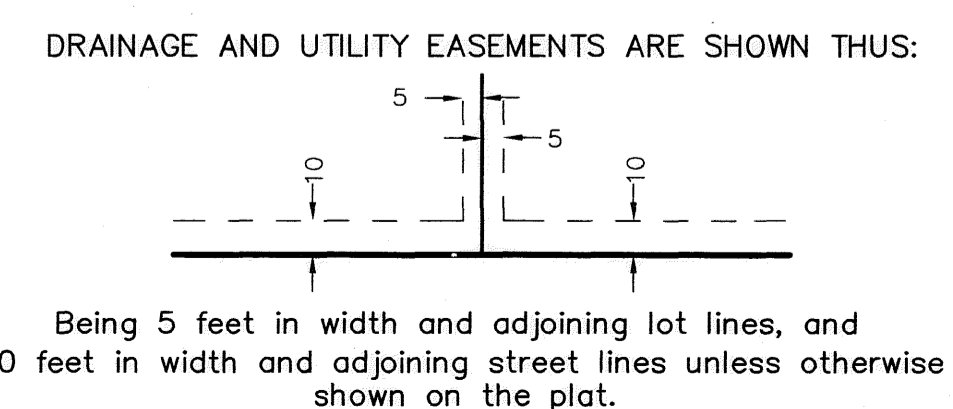 DRAINAGE AND UTILITY EASEMENTS ARE SHOWN THUS:
5
5
10
10
Being 5 feet in width and adjoining lot lines, and
0 feet in width and adjoining street lines unless otherwise
shown on the plat.